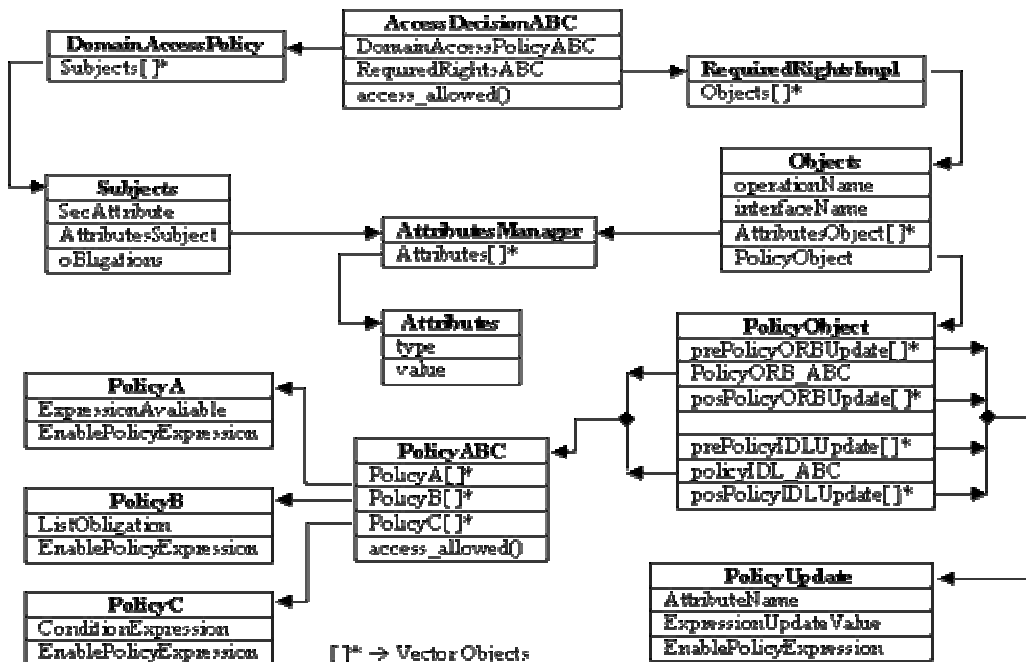 AccessDecisionABC
DomainAccessPolicyABC
RequiredRightsABC
access_allowed()
DomainAccessPolicy
Subjects[]*
RequiredRightsImpl
Objects[]*
Subjects
SecAttribute
AttributesSubject
oBligations
AttributesManager
Attributes[]*
Objects
operationName
interfaceName
AttributesObject[]*
PolicyObject
Attributes
type
value
PolicyObject
prePolicyORBUpdate[]*
PolicyORB_ABC
posPolicyORBUpdate[]*
prePolicyIDLUpdate[]*
policyIDL_ABC
posPolicyIDLUpdate[]*
PolicyA
ExpressionAvaliable
EnablePolicyExpression
PolicyABC
PolicyA[]*
PolicyB[]*
PolicyC[]*
access_allowed()
PolicyB
ListObligation
EnablePolicyExpression
PolicyC
ConditionExpression
EnablePolicyExpression
PolicyUpdate
AttributeName
ExpressionUpdateValue
EnablePolicyExpression
[]* → Vector Objects